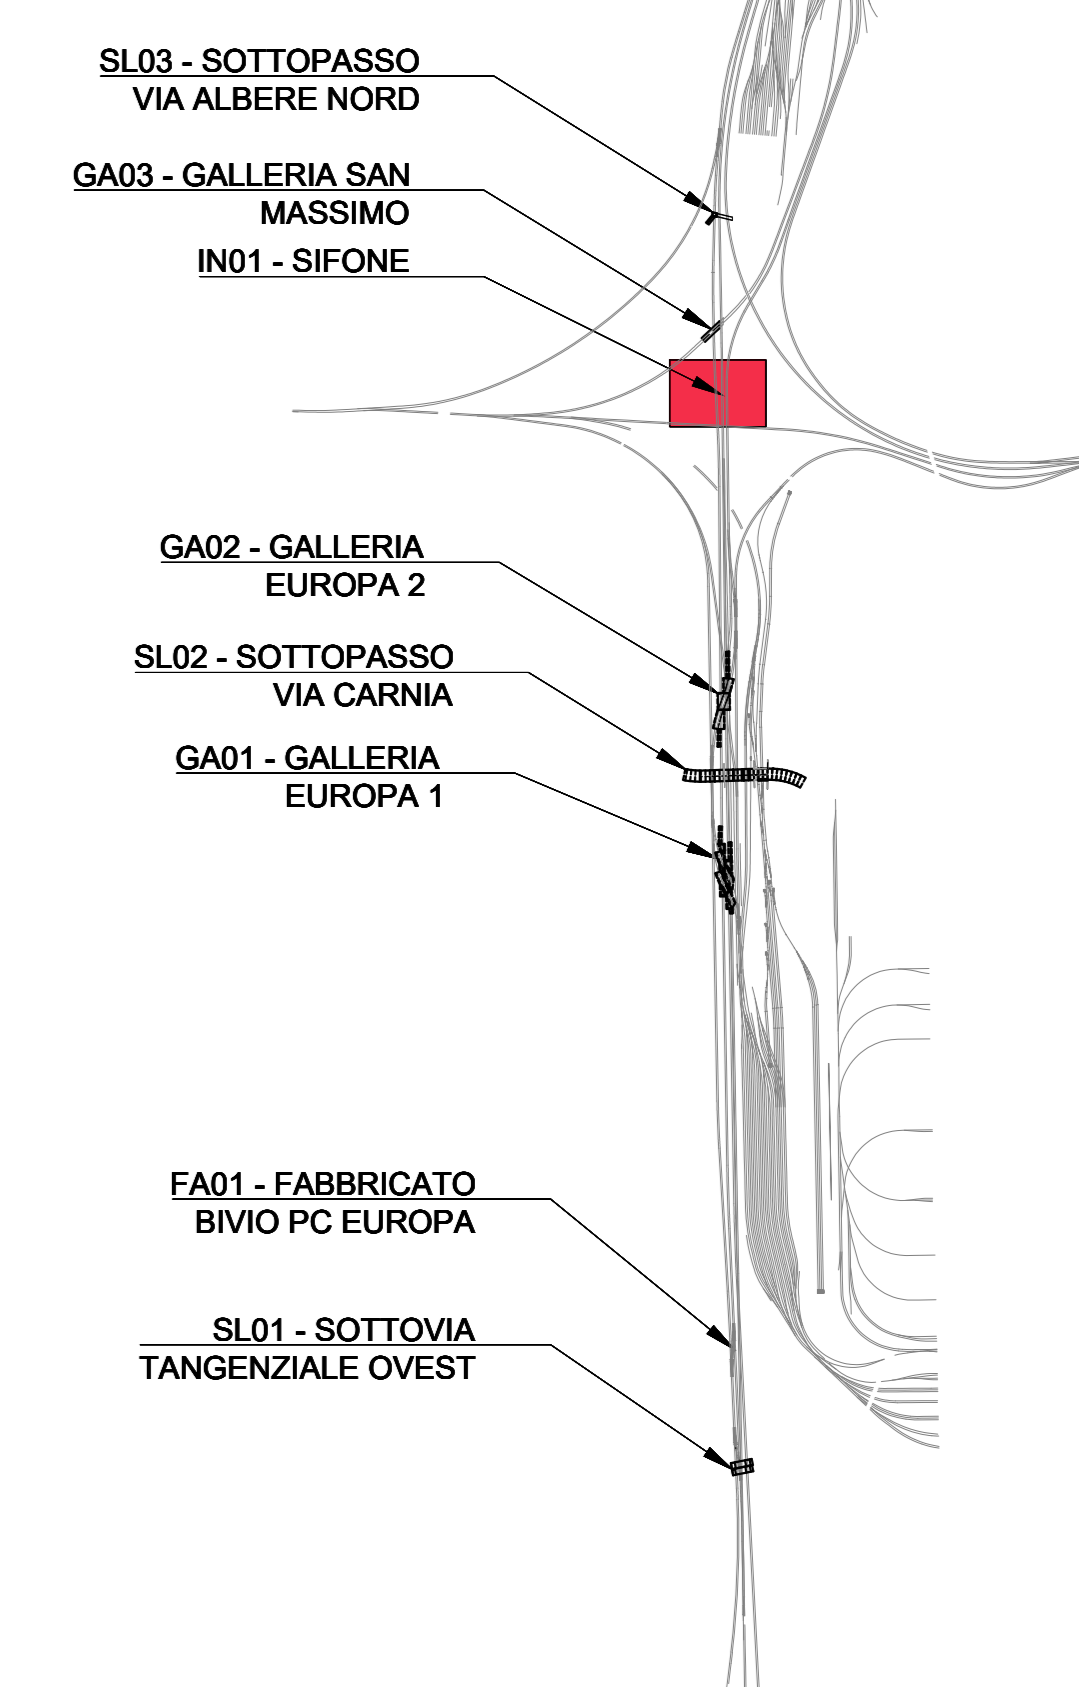 SL03 - SOTTOPASSO
VIA ALBERE NORD
GA03 - GALLERIA SAN
MASSIMO
IN01 - SIFONE
GA02 - GALLERIA
EUROPA 2
SL02 - SOTTOPASSO
VIA CARNIA
GA01 - GALLERIA
EUROPA 1
FA01 - FABBRICATO
BIVIO PC EUROPA
SL01 - SOTTOVIA
TANGENZIALE OVEST